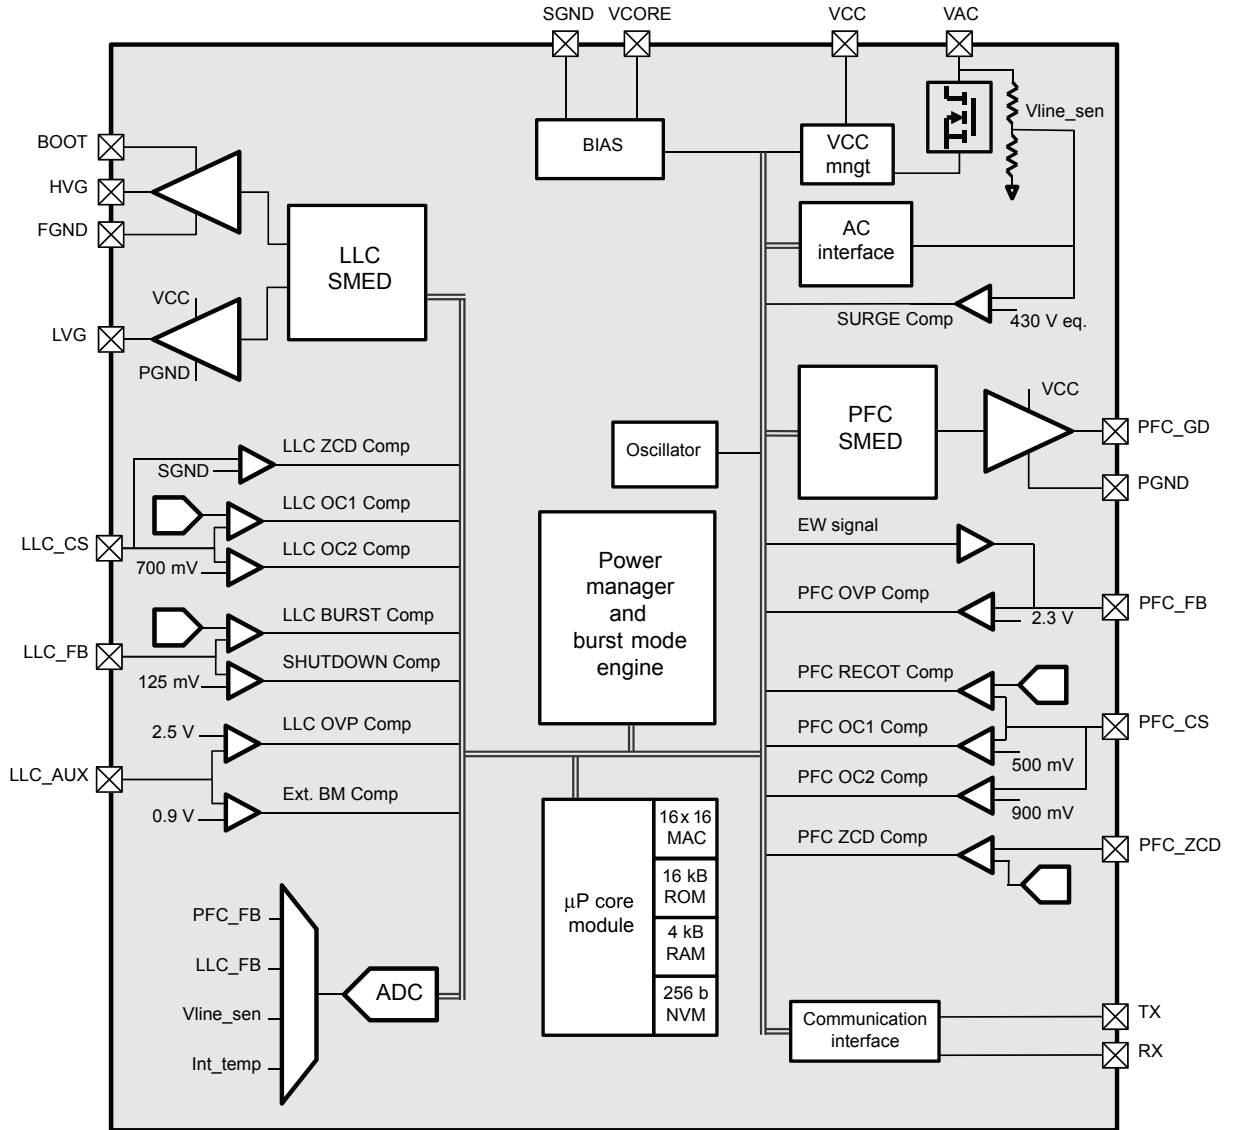 SGND VCORE VCC VAC
Vline_sen
BOOT
HVG
FGND
BIAS
VCC
mngt
LLC
SMED
AC
interface
VCC
LVG
PGND
SURGE Comp
430 V eq.
PFC
SMED
VCC
PFC_GD
PGND
Oscillator
LLC ZCD Comp
SGND
LLC OC1 Comp
LLC_CS
LLC OC2 Comp
700 mV
LLC BURST Comp
LLC_FB
SHUTDOWN Comp
125 mV
LLC OVP Comp
2.5 V
LLC_AUX
Ext. BM Comp
0.9 V
Power
manager
and
burst mode
engine
EW signal
PFC OVP Comp
2.3 V
PFC_FB
PFC RECOT Comp
PFC_CS
PFC OC1 Comp
500 mV
PFC OC2 Comp
900 mV
PFC ZCD Comp
PFC_ZCD
µP core
module
16 x 16
MAC
16 kB
ROM
4 kB
RAM
256 b
NVM
PFC_FB
LLC_FB
Vline_sen
Int_temp
ADC
Communication
interface
TX
RX